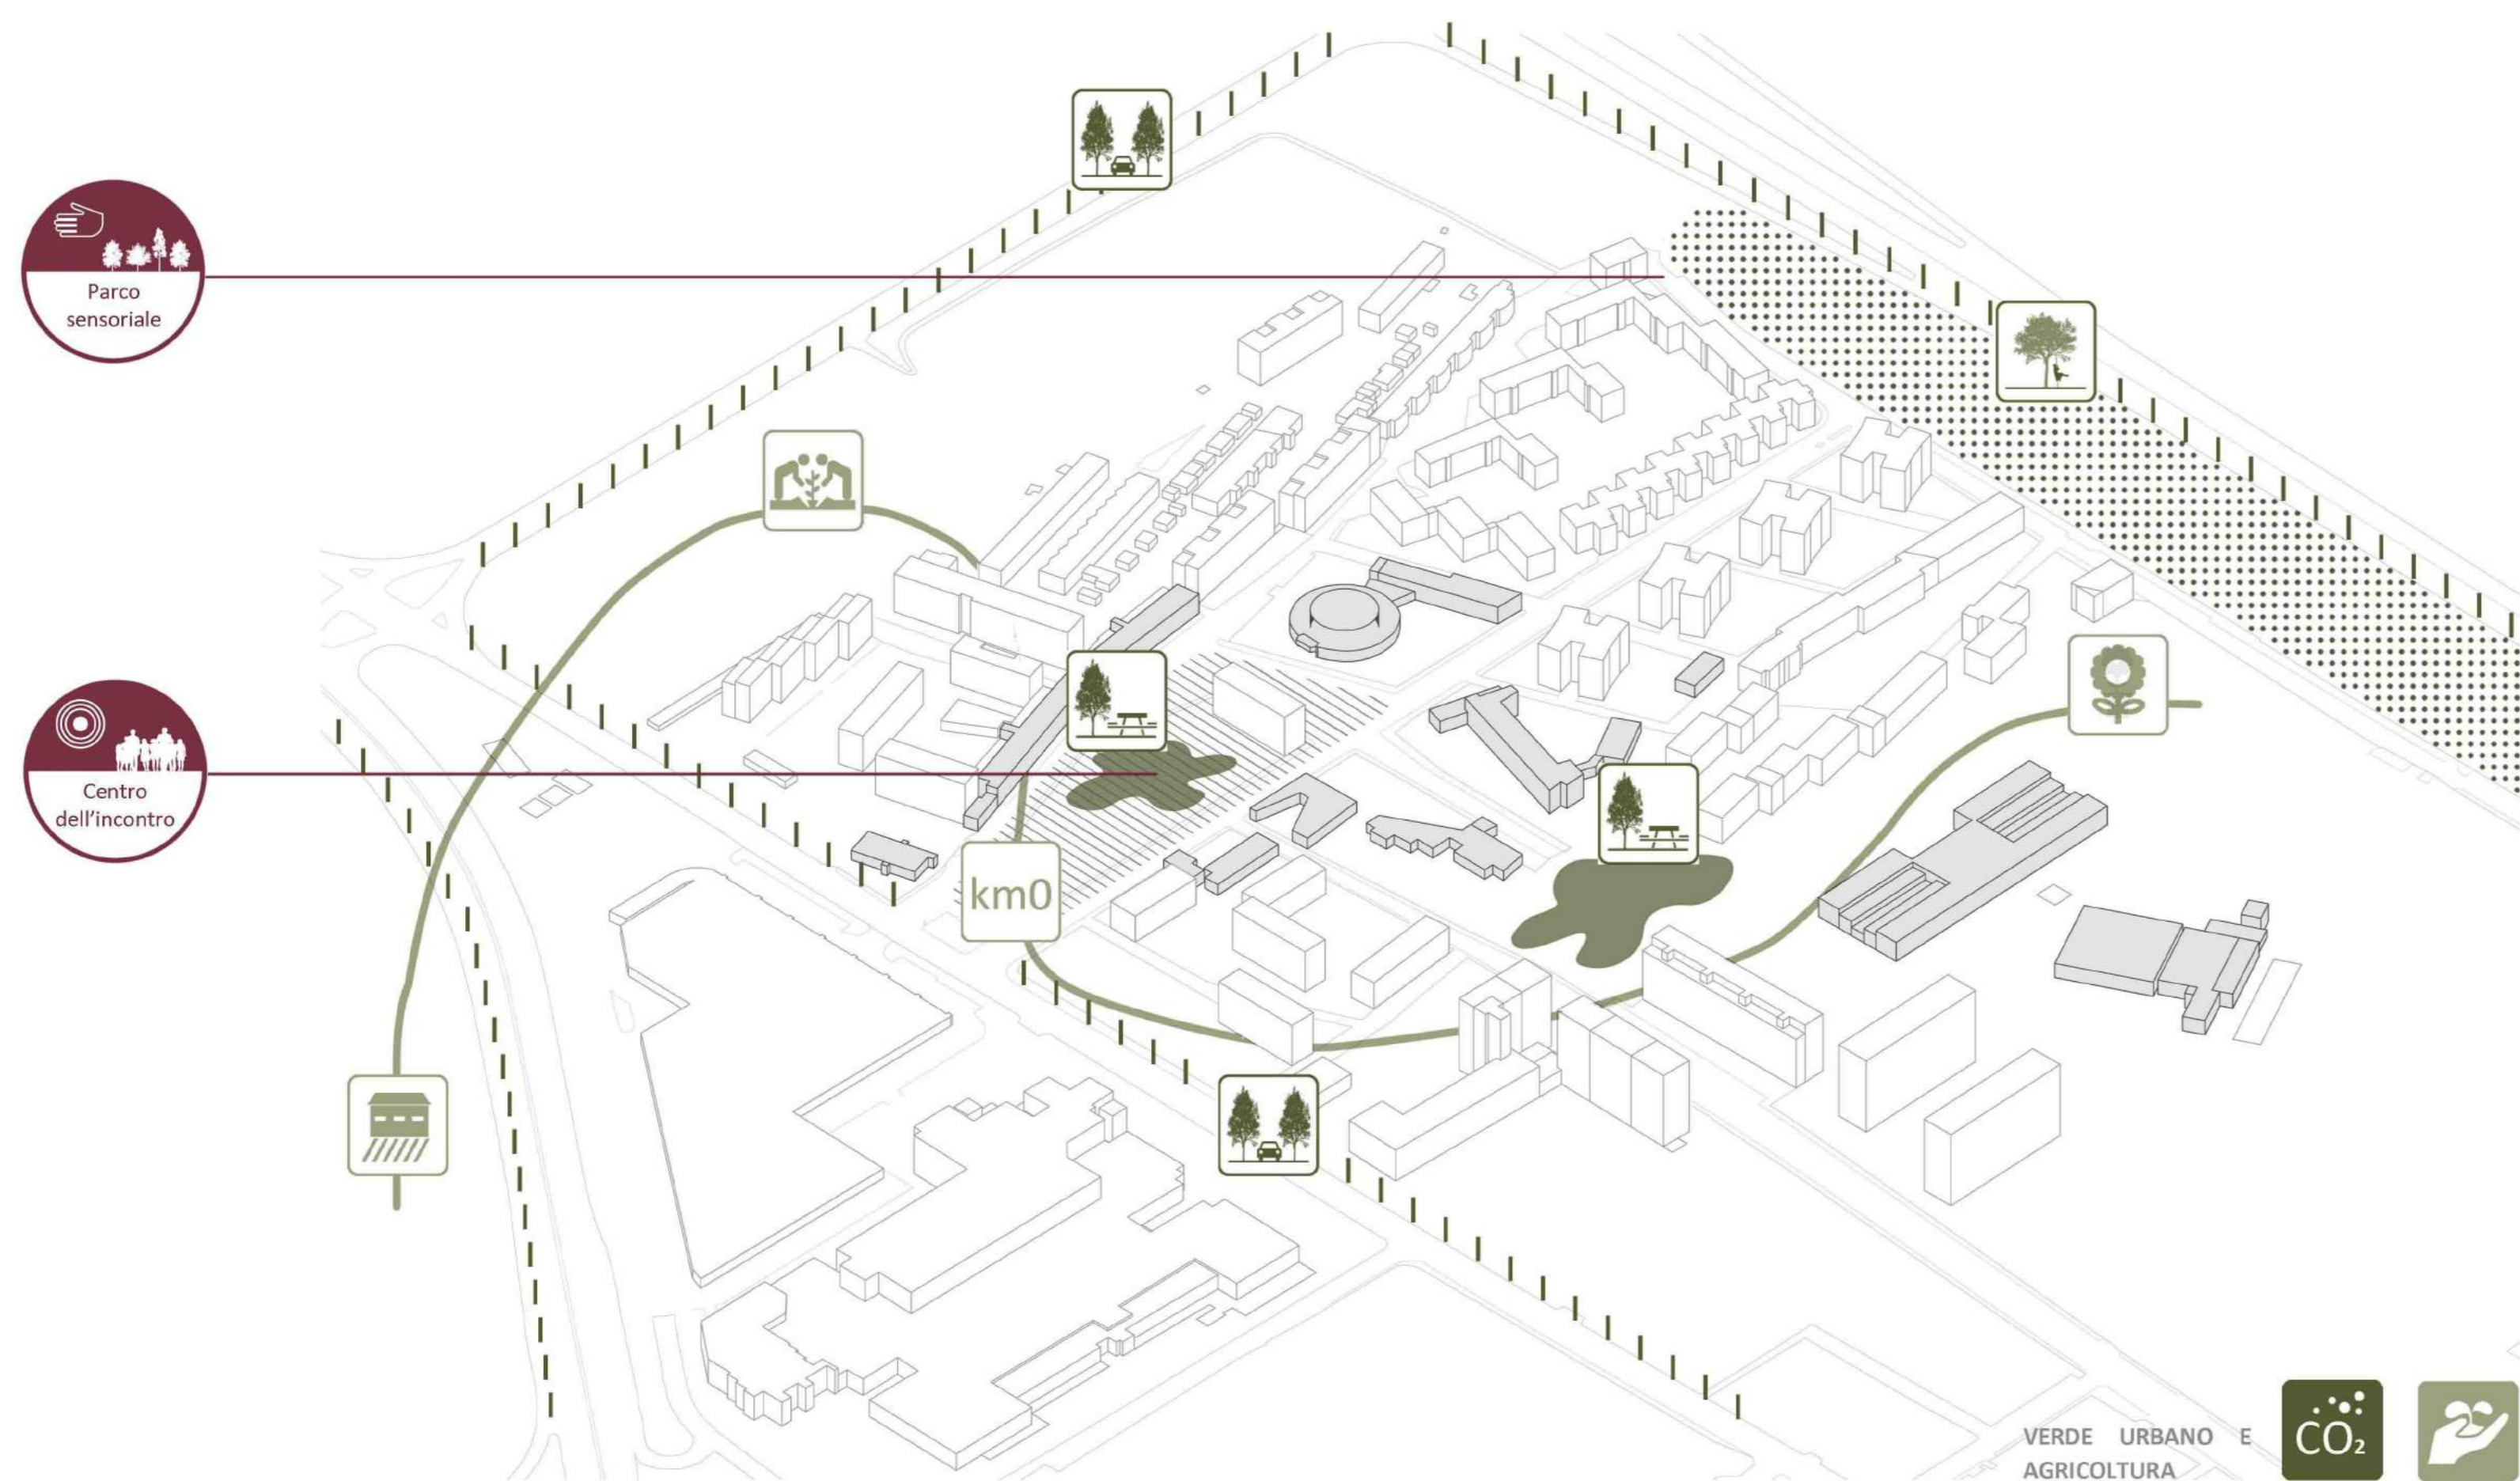 Parco
sensoriale
Centro
dell'incontro
km0
VERDE URBANO E
AGRICOLTURA
CO₂